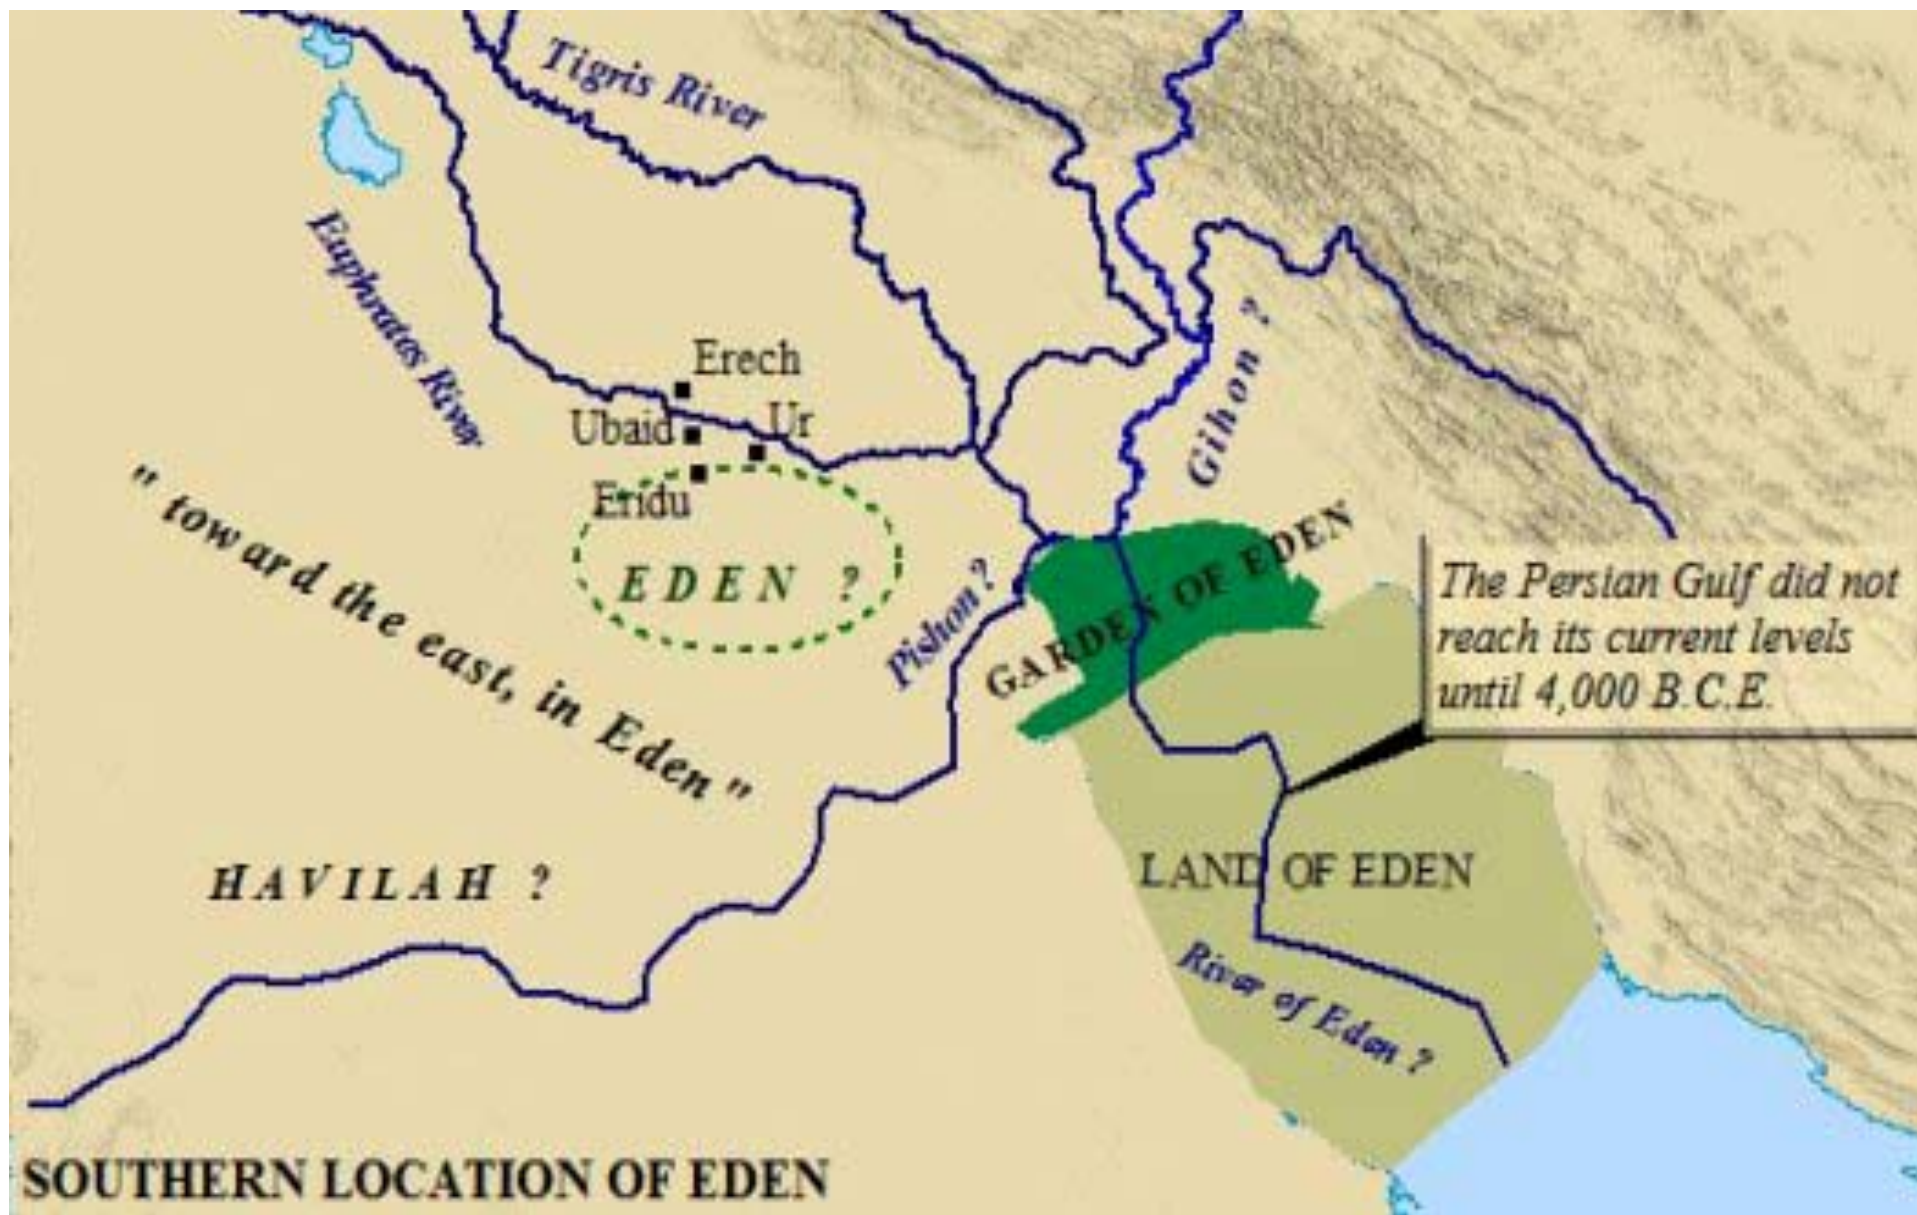 Tigris River
Euphratas River
Erech
Ubaid
Ur
Eridu
EDEN ?
Gihon ?
Pishon ?
GARDEN OF EDEN
" toward the east, in Eden "
The Persian Gulf did not
reach its current levels
until 4,000 B.C.E.
HAVILAH ?
LAND OF EDEN
River of Eden ?
SOUTHERN LOCATION OF EDEN